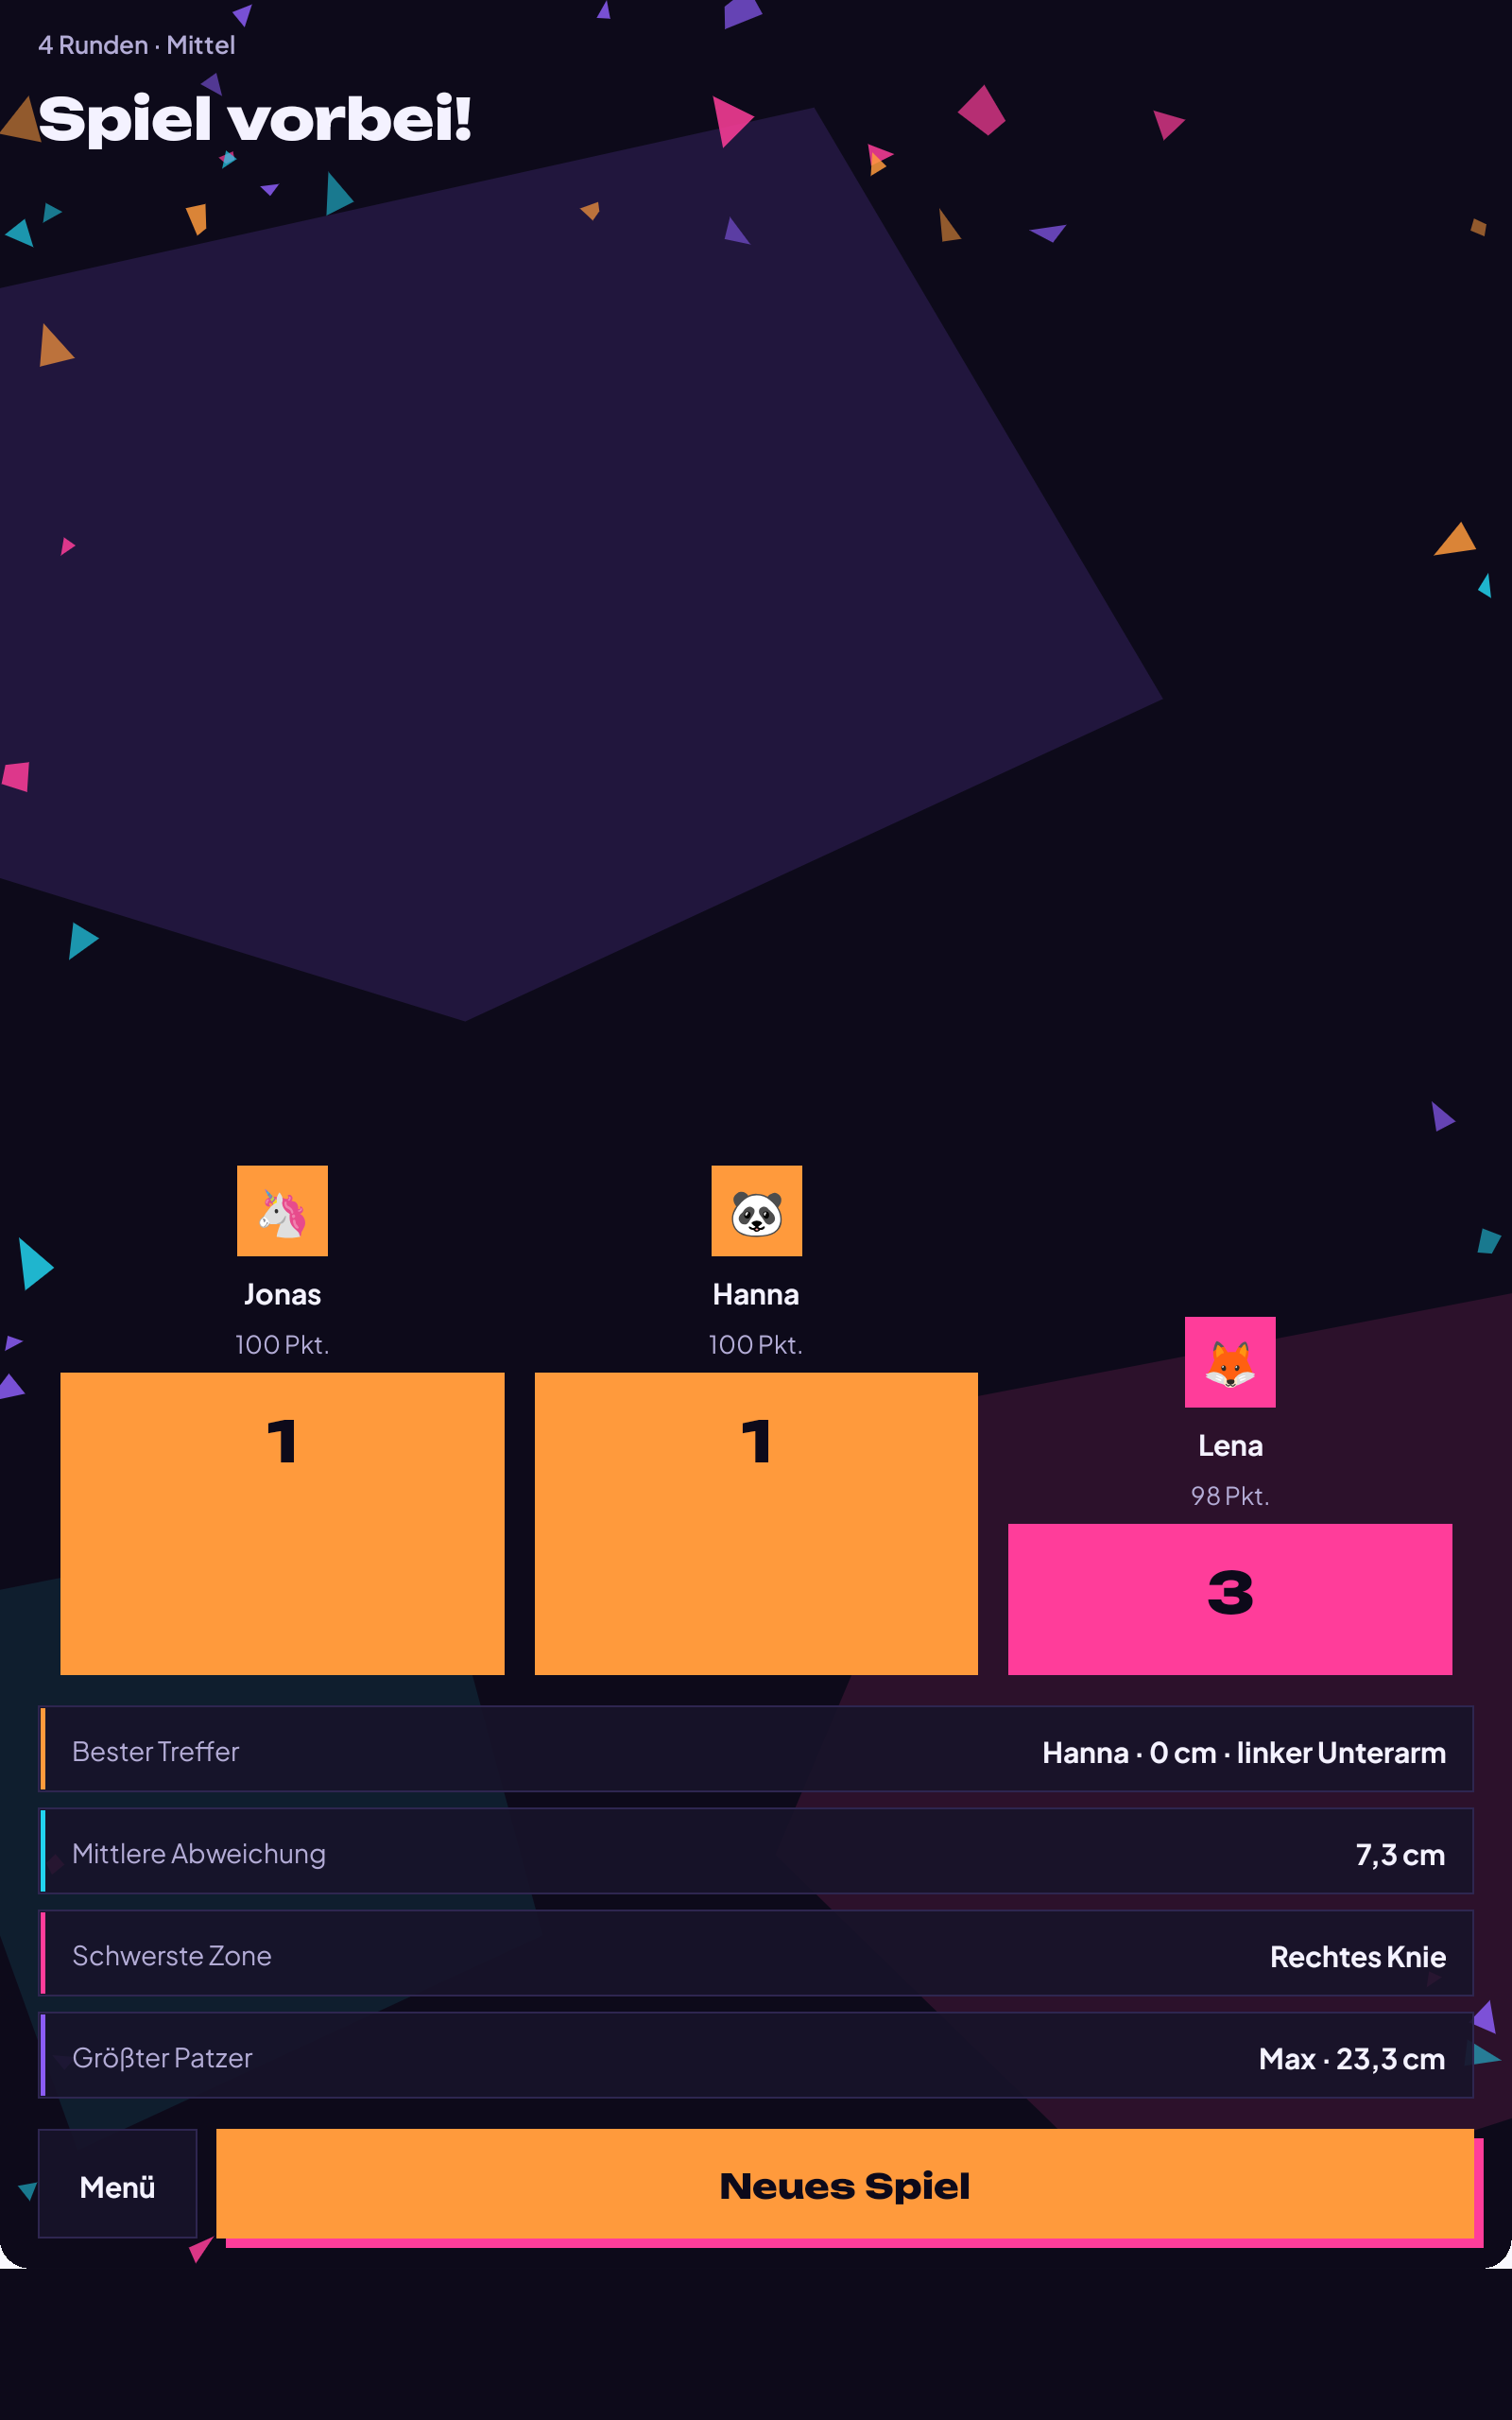 4 Runden · Mittel
Spiel vorbei!
Jonas
100 Pkt.
1
Hanna
100 Pkt.
1
Lena
98 Pkt.
3
Bester Treffer
Hanna · 0 cm · linker Unterarm
Mittlere Abweichung
7,3 cm
Schwerste Zone
Rechtes Knie
Größter Patzer
Max · 23,3 cm
Menü
Neues Spiel